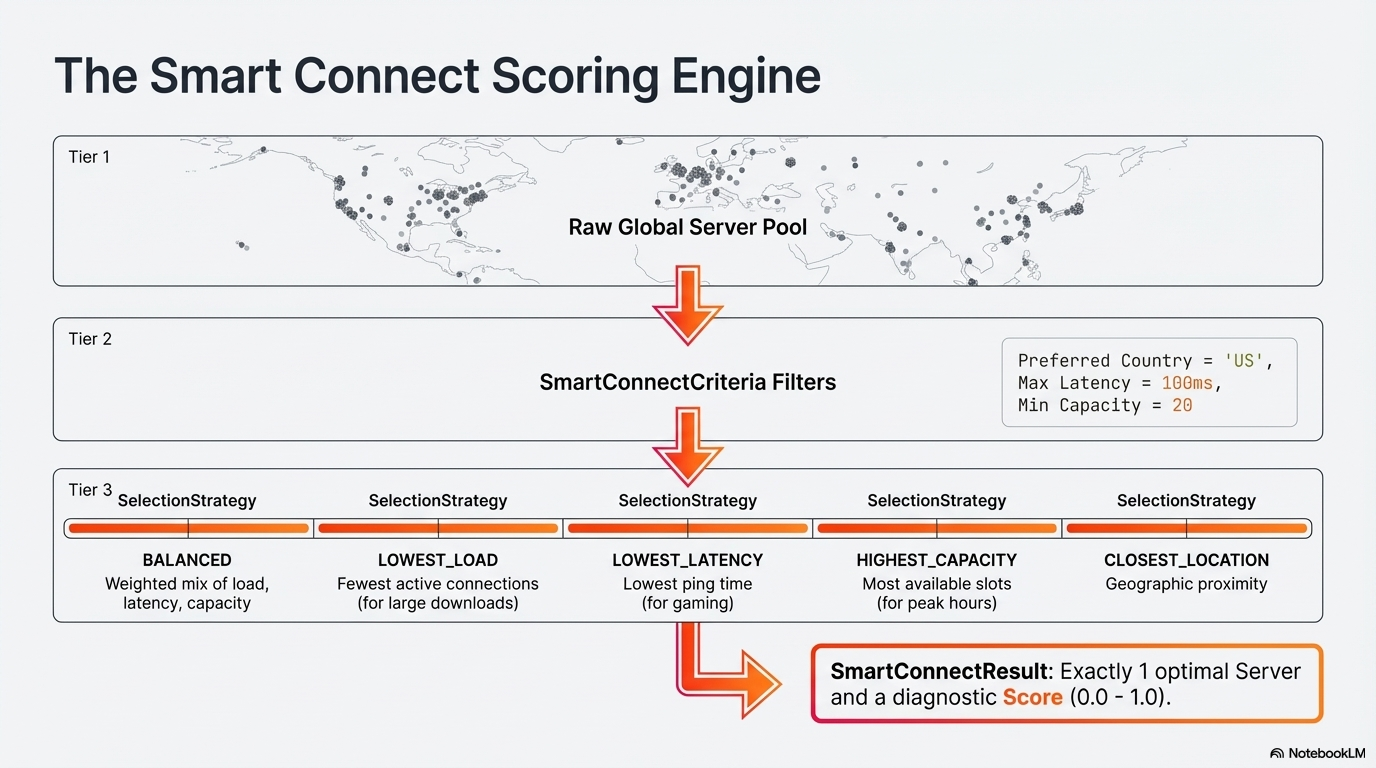 The Smart Connect Scoring Engine
Tier 1
Raw Global Server Pool
Tier 2
SmartConnectCriteria Filters
Preferred Country = 'US',
Max Latency = 100ms,
Min Capacity = 20
Tier 3
SelectionStrategy
BALANCED
Weighted mix of load,
latency, capacity
SelectionStrategy
LOWEST_LOAD
Fewest active connections
(for large downloads)
SelectionStrategy
LOWEST_LATENCY
Lowest ping time
(for gaming)
SelectionStrategy
HIGHEST_CAPACITY
Most available slots
(for peak hours)
SelectionStrategy
CLOSEST_LOCATION
Geographic proximity
SmartConnectResult: Exactly 1 optimal Server
and a diagnostic Score (0.0 - 1.0).
NotebookLM